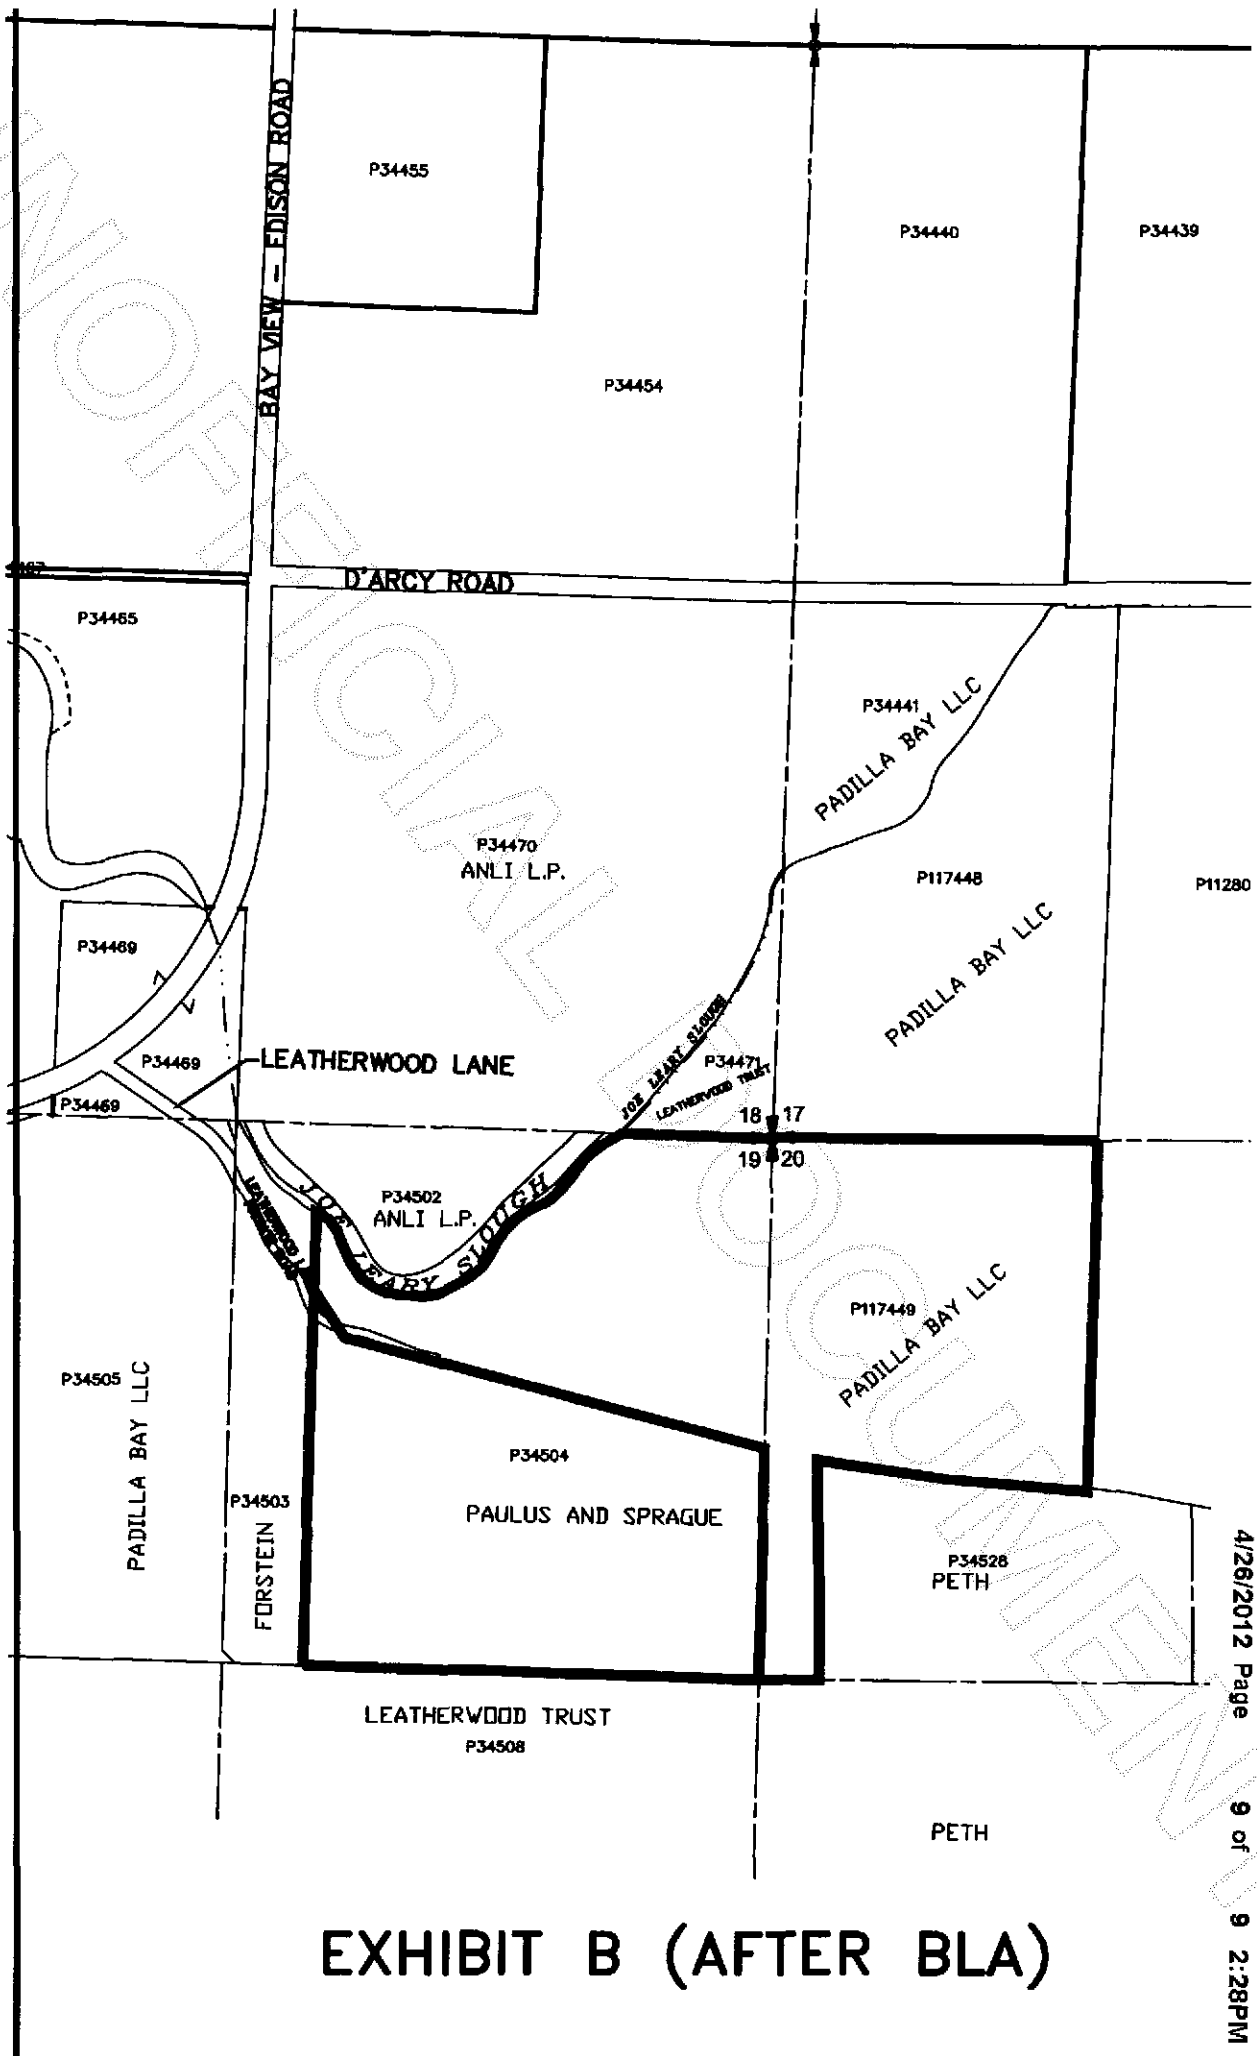 BAY VIEW - EDISON ROAD
P34455
P34440
P34439
P34454
D'ARCY ROAD
P34465
P34441
PADILLA BAY LLC
P34470
ANLI L.P.
P117448
PADILLA BAY LLC
P11280
P34469
P34469
LEATHERWOOD LANE
P34469
JOE LEARY SLOUGH
P34471
LEATHERWOOD TRUST
18 17
19 20
P34502
ANLI L.P.
JOE LEARY SLOUGH
LEATHERWOOD L
P117449
PADILLA BAY LLC
P34505
PADILLA BAY LLC
P34503
FORSTEIN
P34504
PAULUS AND SPRAGUE
P34528
PETH
LEATHERWOOD TRUST
P34508
PETH
EXHIBIT B (AFTER BLA)
4/26/2012 Page 9 of 9 2:28PM
UNOFFICIAL DOCUMENT